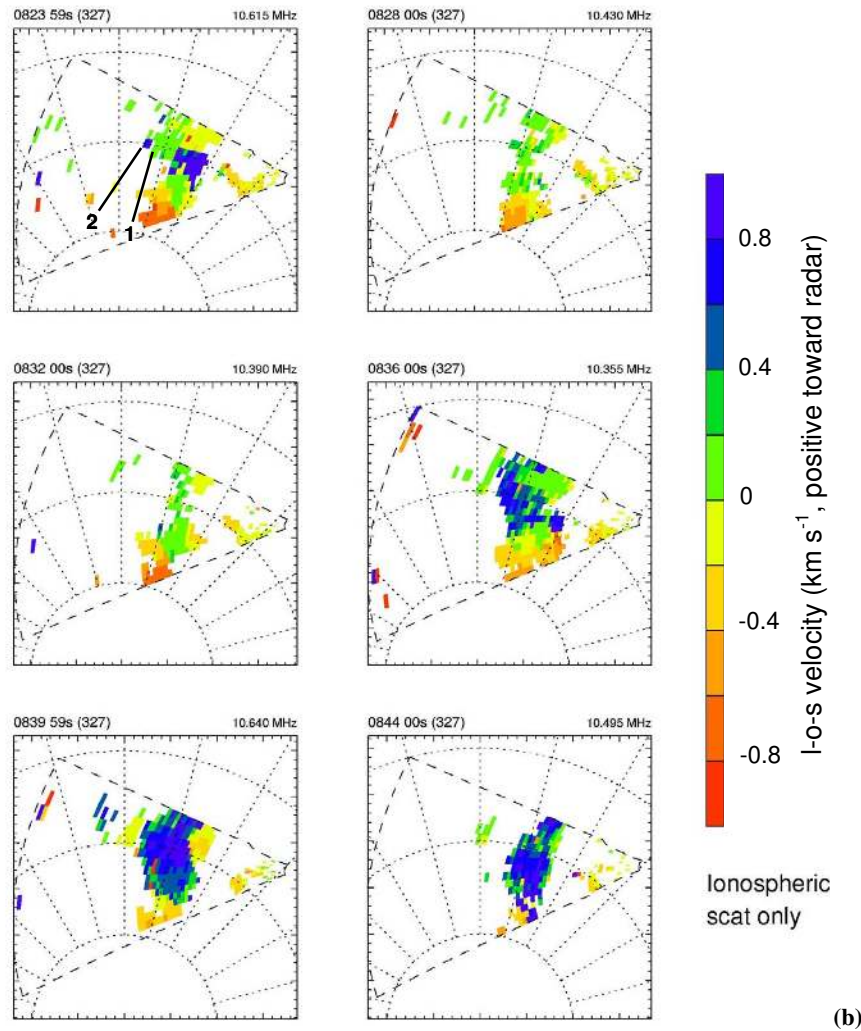 0823 59s (327) 10.615 MHz
2
1
0828 00s (327) 10.430 MHz
0832 00s (327) 10.390 MHz
0836 00s (327) 10.355 MHz
0839 59s (327) 10.640 MHz
0844 00s (327) 10.495 MHz
0.8
0.4
0
-0.4
-0.8
l-o-s velocity (km s⁻¹, positive toward radar)
Ionospheric
scat only
(b)